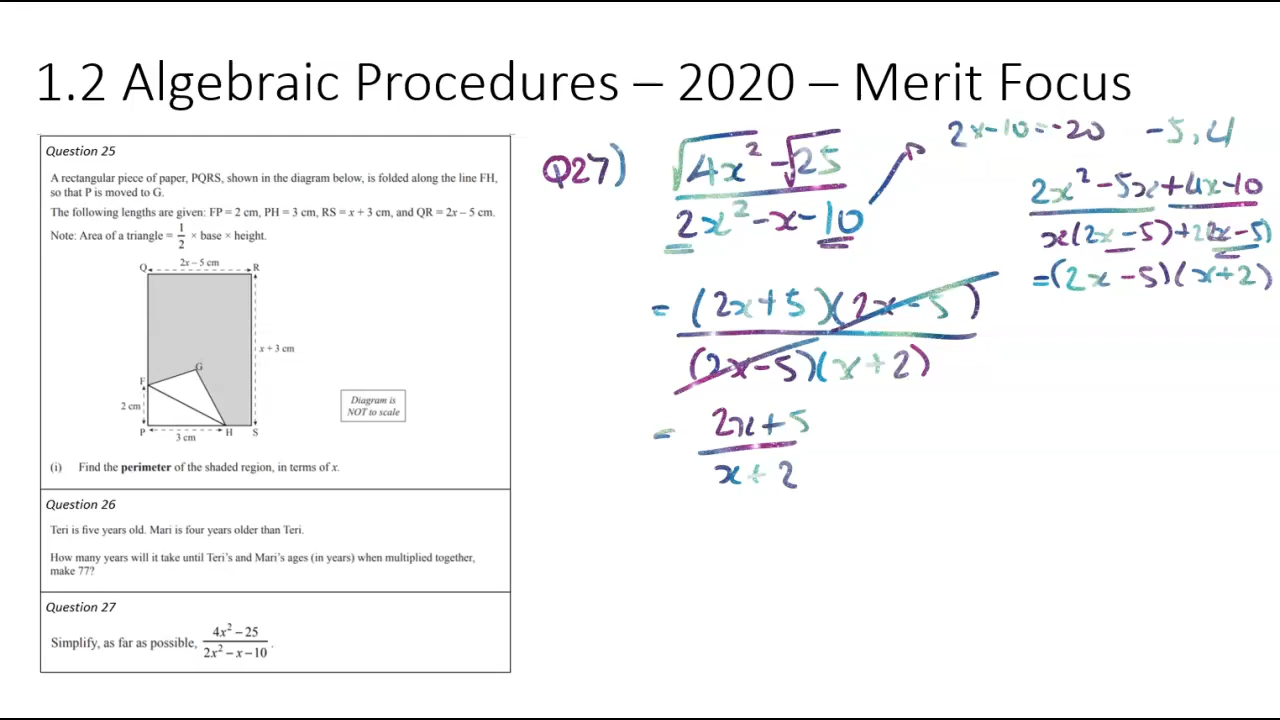 1.2 Algebraic Procedures – 2020 – Merit Focus
Question 25
A rectangular piece of paper, PQRS, shown in the diagram below, is folded along the line FH,
so that P is moved to G.
The following lengths are given: FP = 2 cm, PH = 3 cm, RS = x + 3 cm, and QR = 2x – 5 cm.
Note: Area of a triangle = 1/2 × base × height.
2x – 5 cm
Q
R
x + 3 cm
G
F
2 cm
P
H
S
3 cm
Diagram is
NOT to scale
(i) Find the perimeter of the shaded region, in terms of x.
Question 26
Teri is five years old. Mari is four years older than Teri.
How many years will it take until Teri's and Mari's ages (in years) when multiplied together,
make 77?
Question 27
Simplify, as far as possible, (4x² – 25)/(2x² – x – 10).
Q27)
√4x² - √25
2x² - x - 10
= (2x+5)(2x-5)
(2x-5)(x+2)
= 2x+5
x+2
2x-10=-20 -5,4
2x² - 5x + 4x - 10
x(2x-5)+2(2x-5)
=(2x-5)(x+2)